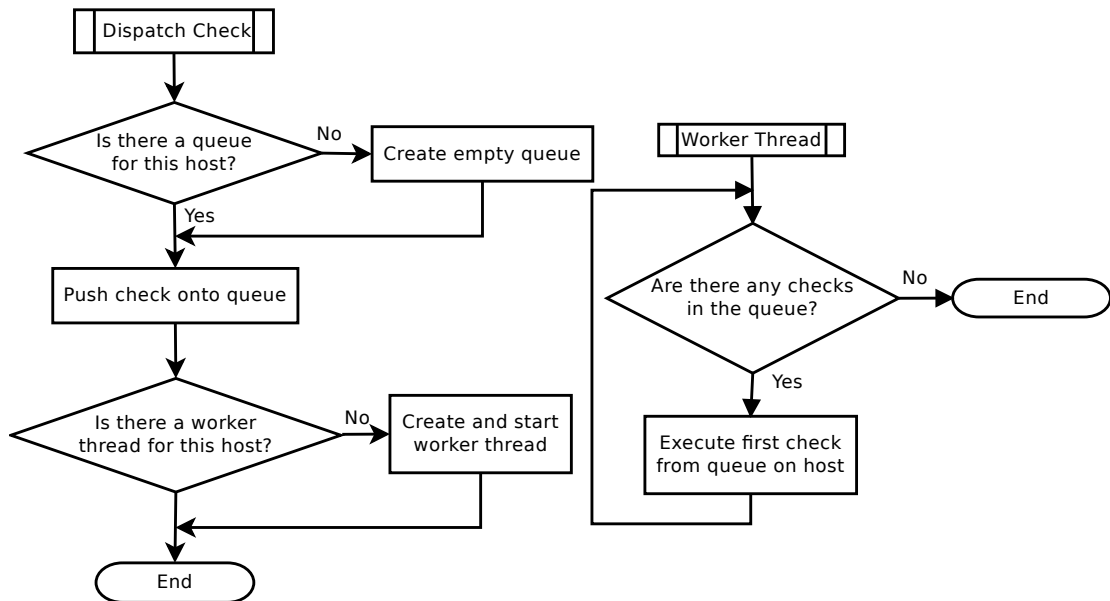 Dispatch Check
Is there a queue
for this host?
No
Create empty queue
Yes
Push check onto queue
Is there a worker
thread for this host?
No
Create and start
worker thread
End
Worker Thread
Are there any checks
in the queue?
No
End
Yes
Execute first check
from queue on host